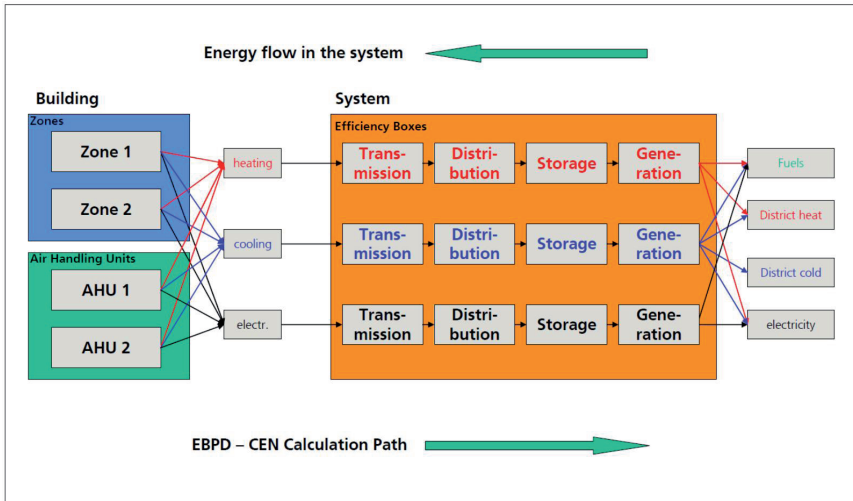 Energy flow in the system
Building
System
Zones
Efficiency Boxes
Zone 1
heating
Trans-
mission
Distri-
bution
Storage
Gene-
ration
Fuels
Zone 2
District heat
cooling
Trans-
mission
Distri-
bution
Storage
Gene-
ration
Air Handling Units
District cold
AHU 1
electr.
Trans-
mission
Distri-
bution
Storage
Gene-
ration
electricity
AHU 2
EBPD – CEN Calculation Path